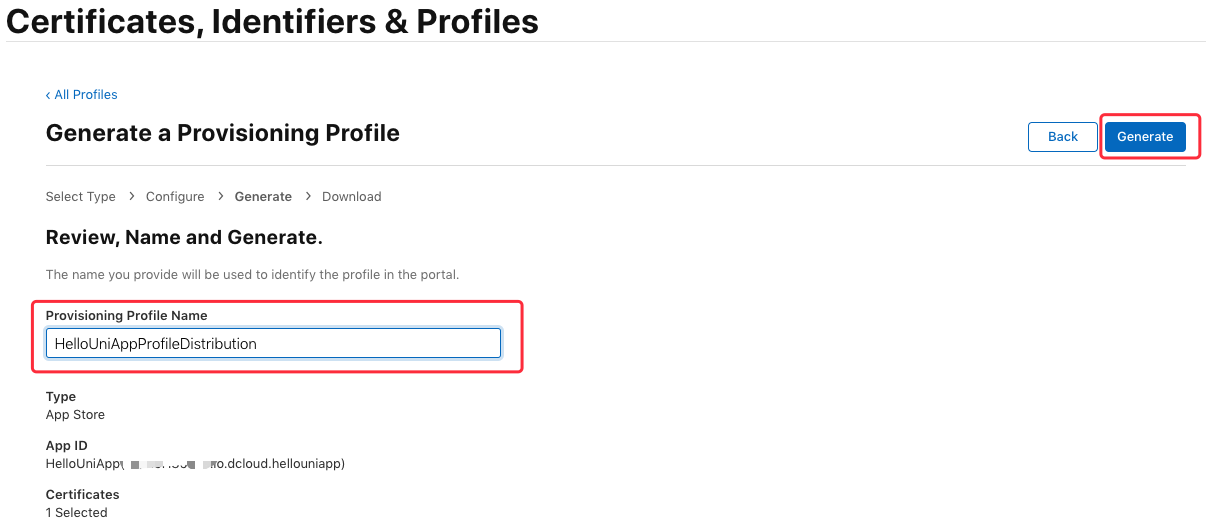 Certificates, Identifiers & Profiles
‹ All Profiles
Generate a Provisioning Profile
Back
Generate
Select Type > Configure > Generate > Download
Review, Name and Generate.
The name you provide will be used to identify the profile in the portal.
Provisioning Profile Name
HelloUniAppProfileDistribution
Type
App Store
App ID
HelloUniApp( .dcloud.hellouniapp)
Certificates
1 Selected